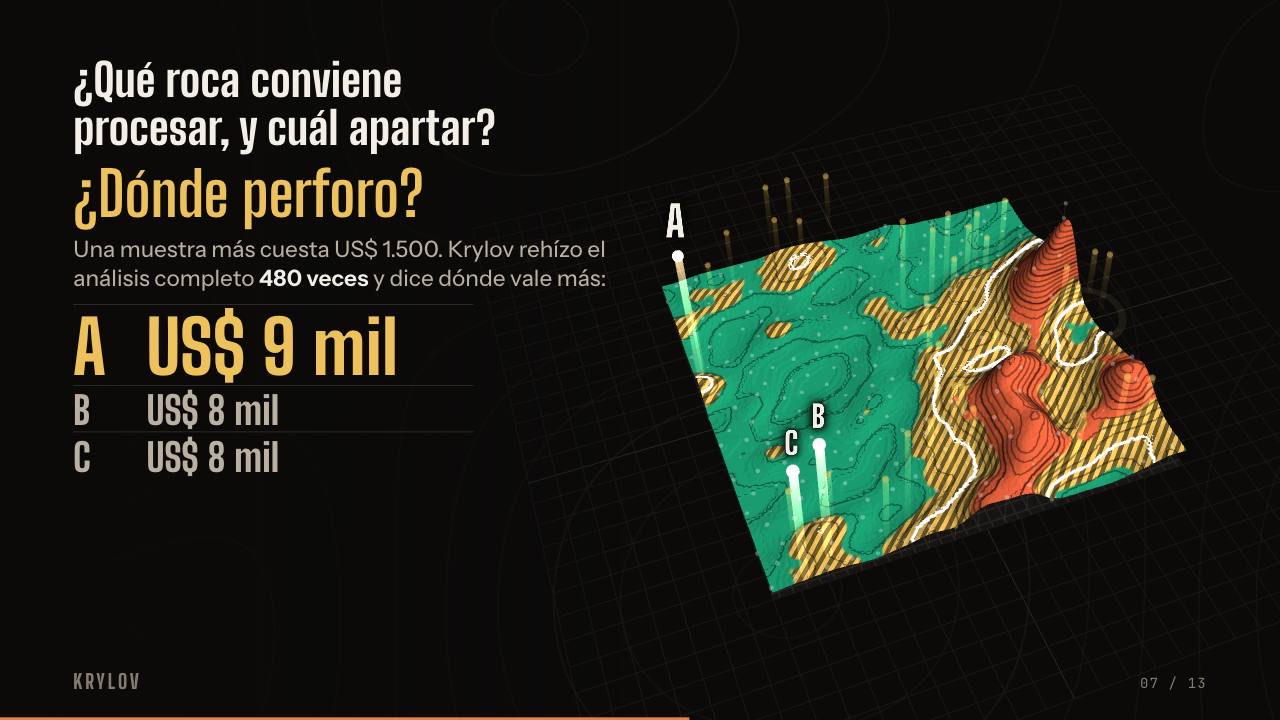 ¿Qué roca conviene
procesar, y cuál apartar?
¿Dónde perforo?
Una muestra más cuesta US$ 1.500. Krylov rehízo el
análisis completo 480 veces y dice dónde vale más:
A US$ 9 mil
B US$ 8 mil
C US$ 8 mil
A
B
C
KRYLOV
07 / 13